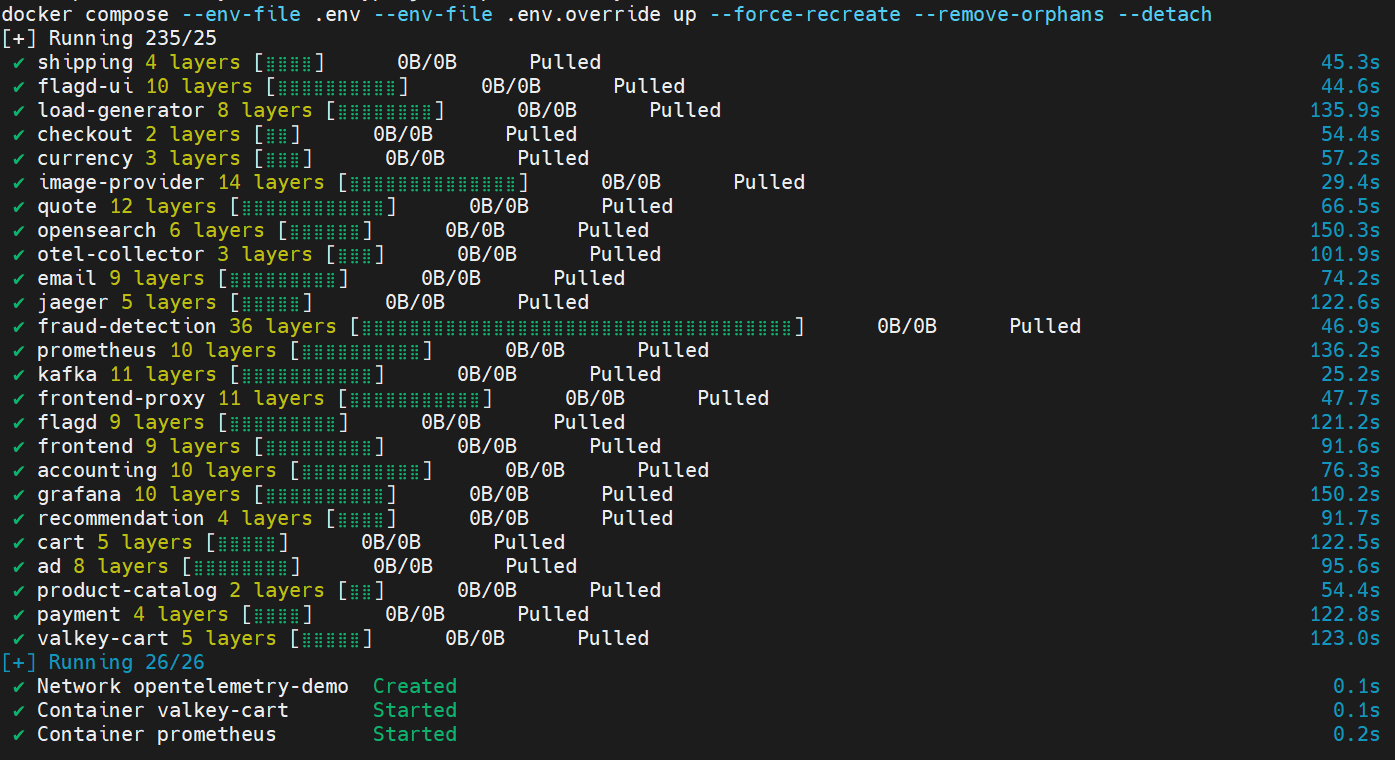 docker compose --env-file .env --env-file .env.override up --force-recreate --remove-orphans --detach
[+] Running 235/25
✔ shipping 4 layers [⣿⣿⣿⣿] 0B/0B Pulled 45.3s
✔ flagd-ui 10 layers [⣿⣿⣿⣿⣿⣿⣿⣿⣿⣿] 0B/0B Pulled 44.6s
✔ load-generator 8 layers [⣿⣿⣿⣿⣿⣿⣿⣿] 0B/0B Pulled 135.9s
✔ checkout 2 layers [⣿⣿] 0B/0B Pulled 54.4s
✔ currency 3 layers [⣿⣿⣿] 0B/0B Pulled 57.2s
✔ image-provider 14 layers [⣿⣿⣿⣿⣿⣿⣿⣿⣿⣿⣿⣿⣿⣿] 0B/0B Pulled 29.4s
✔ quote 12 layers [⣿⣿⣿⣿⣿⣿⣿⣿⣿⣿⣿⣿] 0B/0B Pulled 66.5s
✔ opensearch 6 layers [⣿⣿⣿⣿⣿⣿] 0B/0B Pulled 150.3s
✔ otel-collector 3 layers [⣿⣿⣿] 0B/0B Pulled 101.9s
✔ email 9 layers [⣿⣿⣿⣿⣿⣿⣿⣿⣿] 0B/0B Pulled 74.2s
✔ jaeger 5 layers [⣿⣿⣿⣿⣿] 0B/0B Pulled 122.6s
✔ fraud-detection 36 layers [⣿⣿⣿⣿⣿⣿⣿⣿⣿⣿⣿⣿⣿⣿⣿⣿⣿⣿⣿⣿⣿⣿⣿⣿⣿⣿⣿⣿⣿⣿⣿⣿⣿⣿⣿⣿] 0B/0B Pulled 46.9s
✔ prometheus 10 layers [⣿⣿⣿⣿⣿⣿⣿⣿⣿⣿] 0B/0B Pulled 136.2s
✔ kafka 11 layers [⣿⣿⣿⣿⣿⣿⣿⣿⣿⣿⣿] 0B/0B Pulled 25.2s
✔ frontend-proxy 11 layers [⣿⣿⣿⣿⣿⣿⣿⣿⣿⣿⣿] 0B/0B Pulled 47.7s
✔ flagd 9 layers [⣿⣿⣿⣿⣿⣿⣿⣿⣿] 0B/0B Pulled 121.2s
✔ frontend 9 layers [⣿⣿⣿⣿⣿⣿⣿⣿⣿] 0B/0B Pulled 91.6s
✔ accounting 10 layers [⣿⣿⣿⣿⣿⣿⣿⣿⣿⣿] 0B/0B Pulled 76.3s
✔ grafana 10 layers [⣿⣿⣿⣿⣿⣿⣿⣿⣿⣿] 0B/0B Pulled 150.2s
✔ recommendation 4 layers [⣿⣿⣿⣿] 0B/0B Pulled 91.7s
✔ cart 5 layers [⣿⣿⣿⣿⣿] 0B/0B Pulled 122.5s
✔ ad 8 layers [⣿⣿⣿⣿⣿⣿⣿⣿] 0B/0B Pulled 95.6s
✔ product-catalog 2 layers [⣿⣿] 0B/0B Pulled 54.4s
✔ payment 4 layers [⣿⣿⣿⣿] 0B/0B Pulled 122.8s
✔ valkey-cart 5 layers [⣿⣿⣿⣿⣿] 0B/0B Pulled 123.0s
[+] Running 26/26
✔ Network opentelemetry-demo Created 0.1s
✔ Container valkey-cart Started 0.1s
✔ Container prometheus Started 0.2s